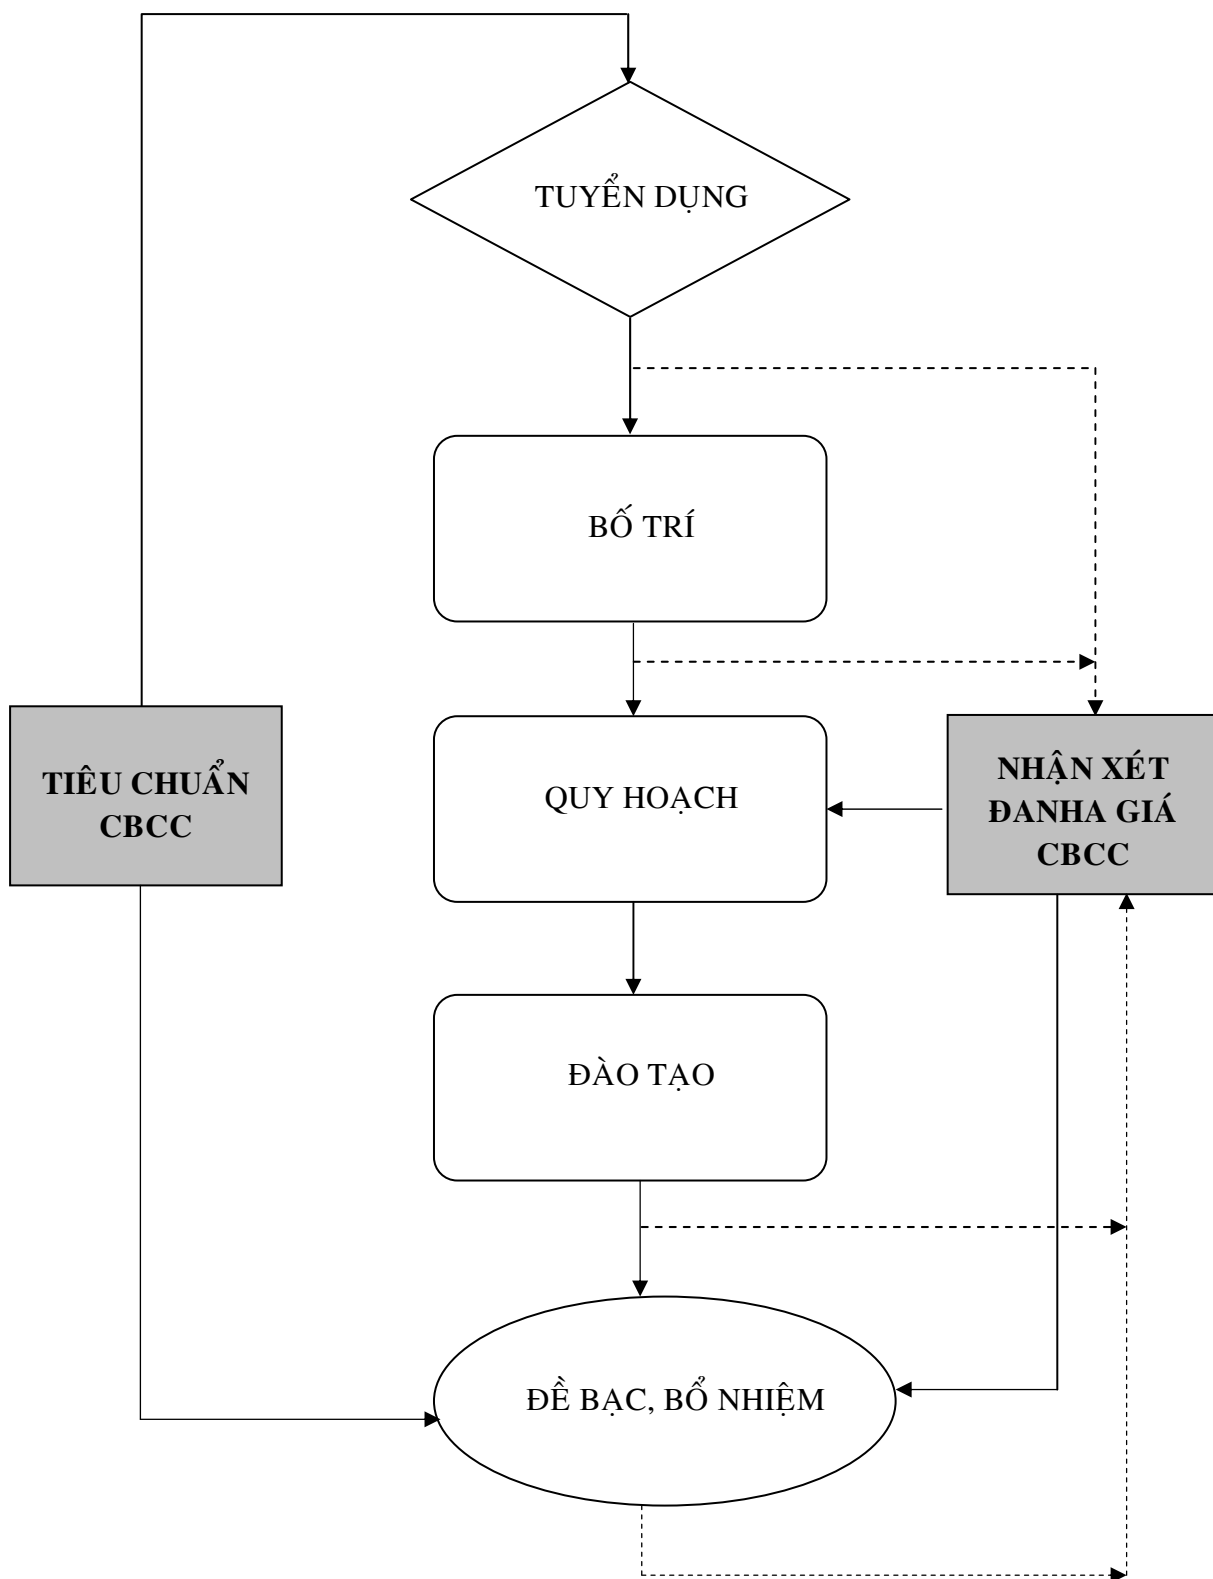 TUYỂN DỤNG
BỐ TRÍ
TIÊU CHUẨN
CBCC
QUY HOẠCH
NHẬN XÉT
ĐANHA GIÁ
CBCC
ĐÀO TẠO
ĐỀ BẠC, BỔ NHIỆM